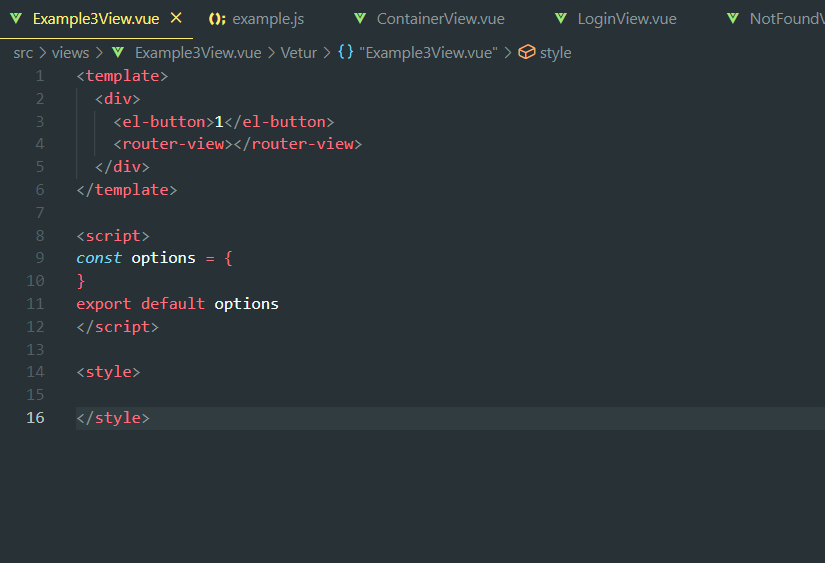 Example3View.vue × example.js ContainerView.vue LoginView.vue NotFoundV
src > views > Example3View.vue > Vetur > {} "Example3View.vue" > style
1 <template>
2 <div>
3 <el-button>1</el-button>
4 <router-view></router-view>
5 </div>
6 </template>
7
8 <script>
9 const options = {
10 }
11 export default options
12 </script>
13
14 <style>
15
16 </style>